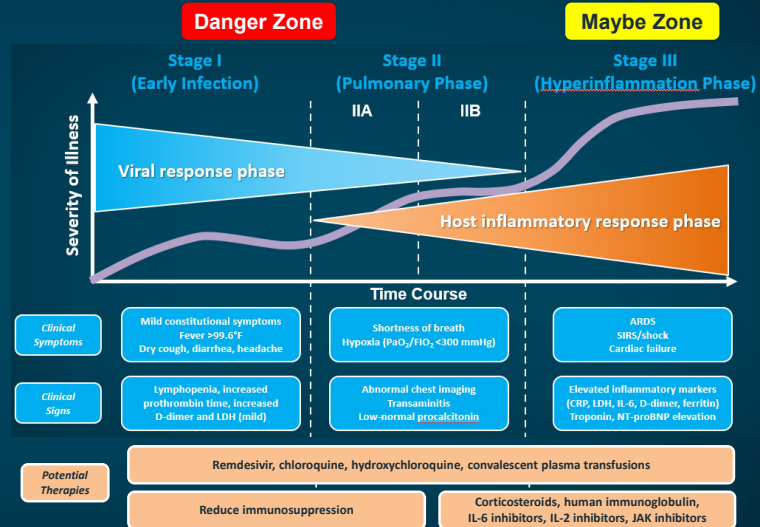 Danger Zone
Maybe Zone
Stage I
(Early Infection)
Stage II
(Pulmonary Phase)
Stage III
(Hyperinflammation Phase)
IIA
IIB
Severity of Illness
Viral response phase
Host inflammatory response phase
Time Course
Clinical
Symptoms
Mild constitutional symptoms
Fever >99.6°F
Dry cough, diarrhea, headache
Shortness of breath
Hypoxia (PaO₂/FIO₂ <300 mmHg)
ARDS
SIRS/shock
Cardiac failure
Clinical
Signs
Lymphopenia, increased
prothrombin time, increased
D-dimer and LDH (mild)
Abnormal chest imaging
Transaminitis
Low-normal procalcitonin
Elevated inflammatory markers
(CRP, LDH, IL-6, D-dimer, ferritin)
Troponin, NT-proBNP elevation
Potential
Therapies
Remdesivir, chloroquine, hydroxychloroquine, convalescent plasma transfusions
Reduce immunosuppression
Corticosteroids, human immunoglobulin,
IL-6 inhibitors, IL-2 inhibitors, JAK inhibitors